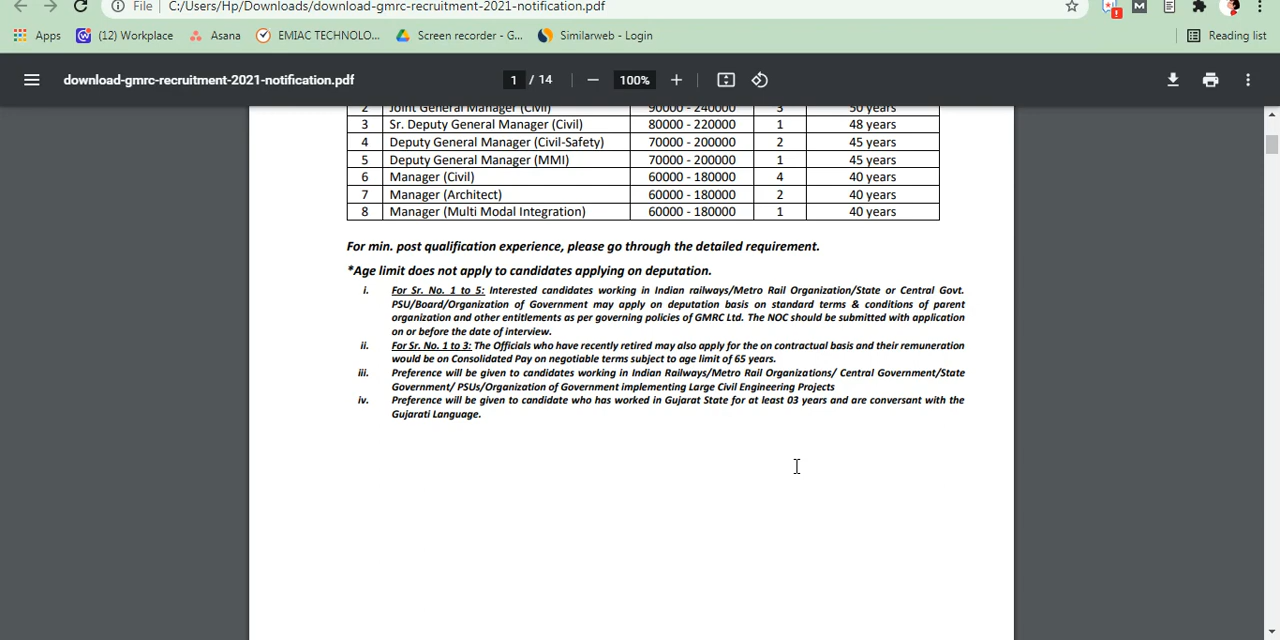 File C:/Users/Hp/Downloads/download-gmrc-recruitment-2021-notification.pdf
Apps (12) Workplace Asana EMIAC TECHNOLO... Screen recorder - G... Similarweb - Login Reading list
download-gmrc-recruitment-2021-notification.pdf 1 / 14 100%
2 Joint General Manager (Civil) 90000 - 240000 3 50 years
3 Sr. Deputy General Manager (Civil) 80000 - 220000 1 48 years
4 Deputy General Manager (Civil-Safety) 70000 - 200000 2 45 years
5 Deputy General Manager (MMI) 70000 - 200000 1 45 years
6 Manager (Civil) 60000 - 180000 4 40 years
7 Manager (Architect) 60000 - 180000 2 40 years
8 Manager (Multi Modal Integration) 60000 - 180000 1 40 years
For min. post qualification experience, please go through the detailed requirement.
*Age limit does not apply to candidates applying on deputation.
i. For Sr. No. 1 to 5: Interested candidates working in Indian railways/Metro Rail Organization/State or Central Govt.
PSU/Board/Organization of Government may apply on deputation basis on standard terms & conditions of parent
organization and other entitlements as per governing policies of GMRC Ltd. The NOC should be submitted with application
on or before the date of interview.
ii. For Sr. No. 1 to 3: The Officials who have recently retired may also apply for the on contractual basis and their remuneration
would be on Consolidated Pay on negotiable terms subject to age limit of 65 years.
iii. Preference will be given to candidates working in Indian Railways/Metro Rail Organizations/ Central Government/State
Government/ PSUs/Organization of Government implementing Large Civil Engineering Projects
iv. Preference will be given to candidate who has worked in Gujarat State for at least 03 years and are conversant with the
Gujarati Language.